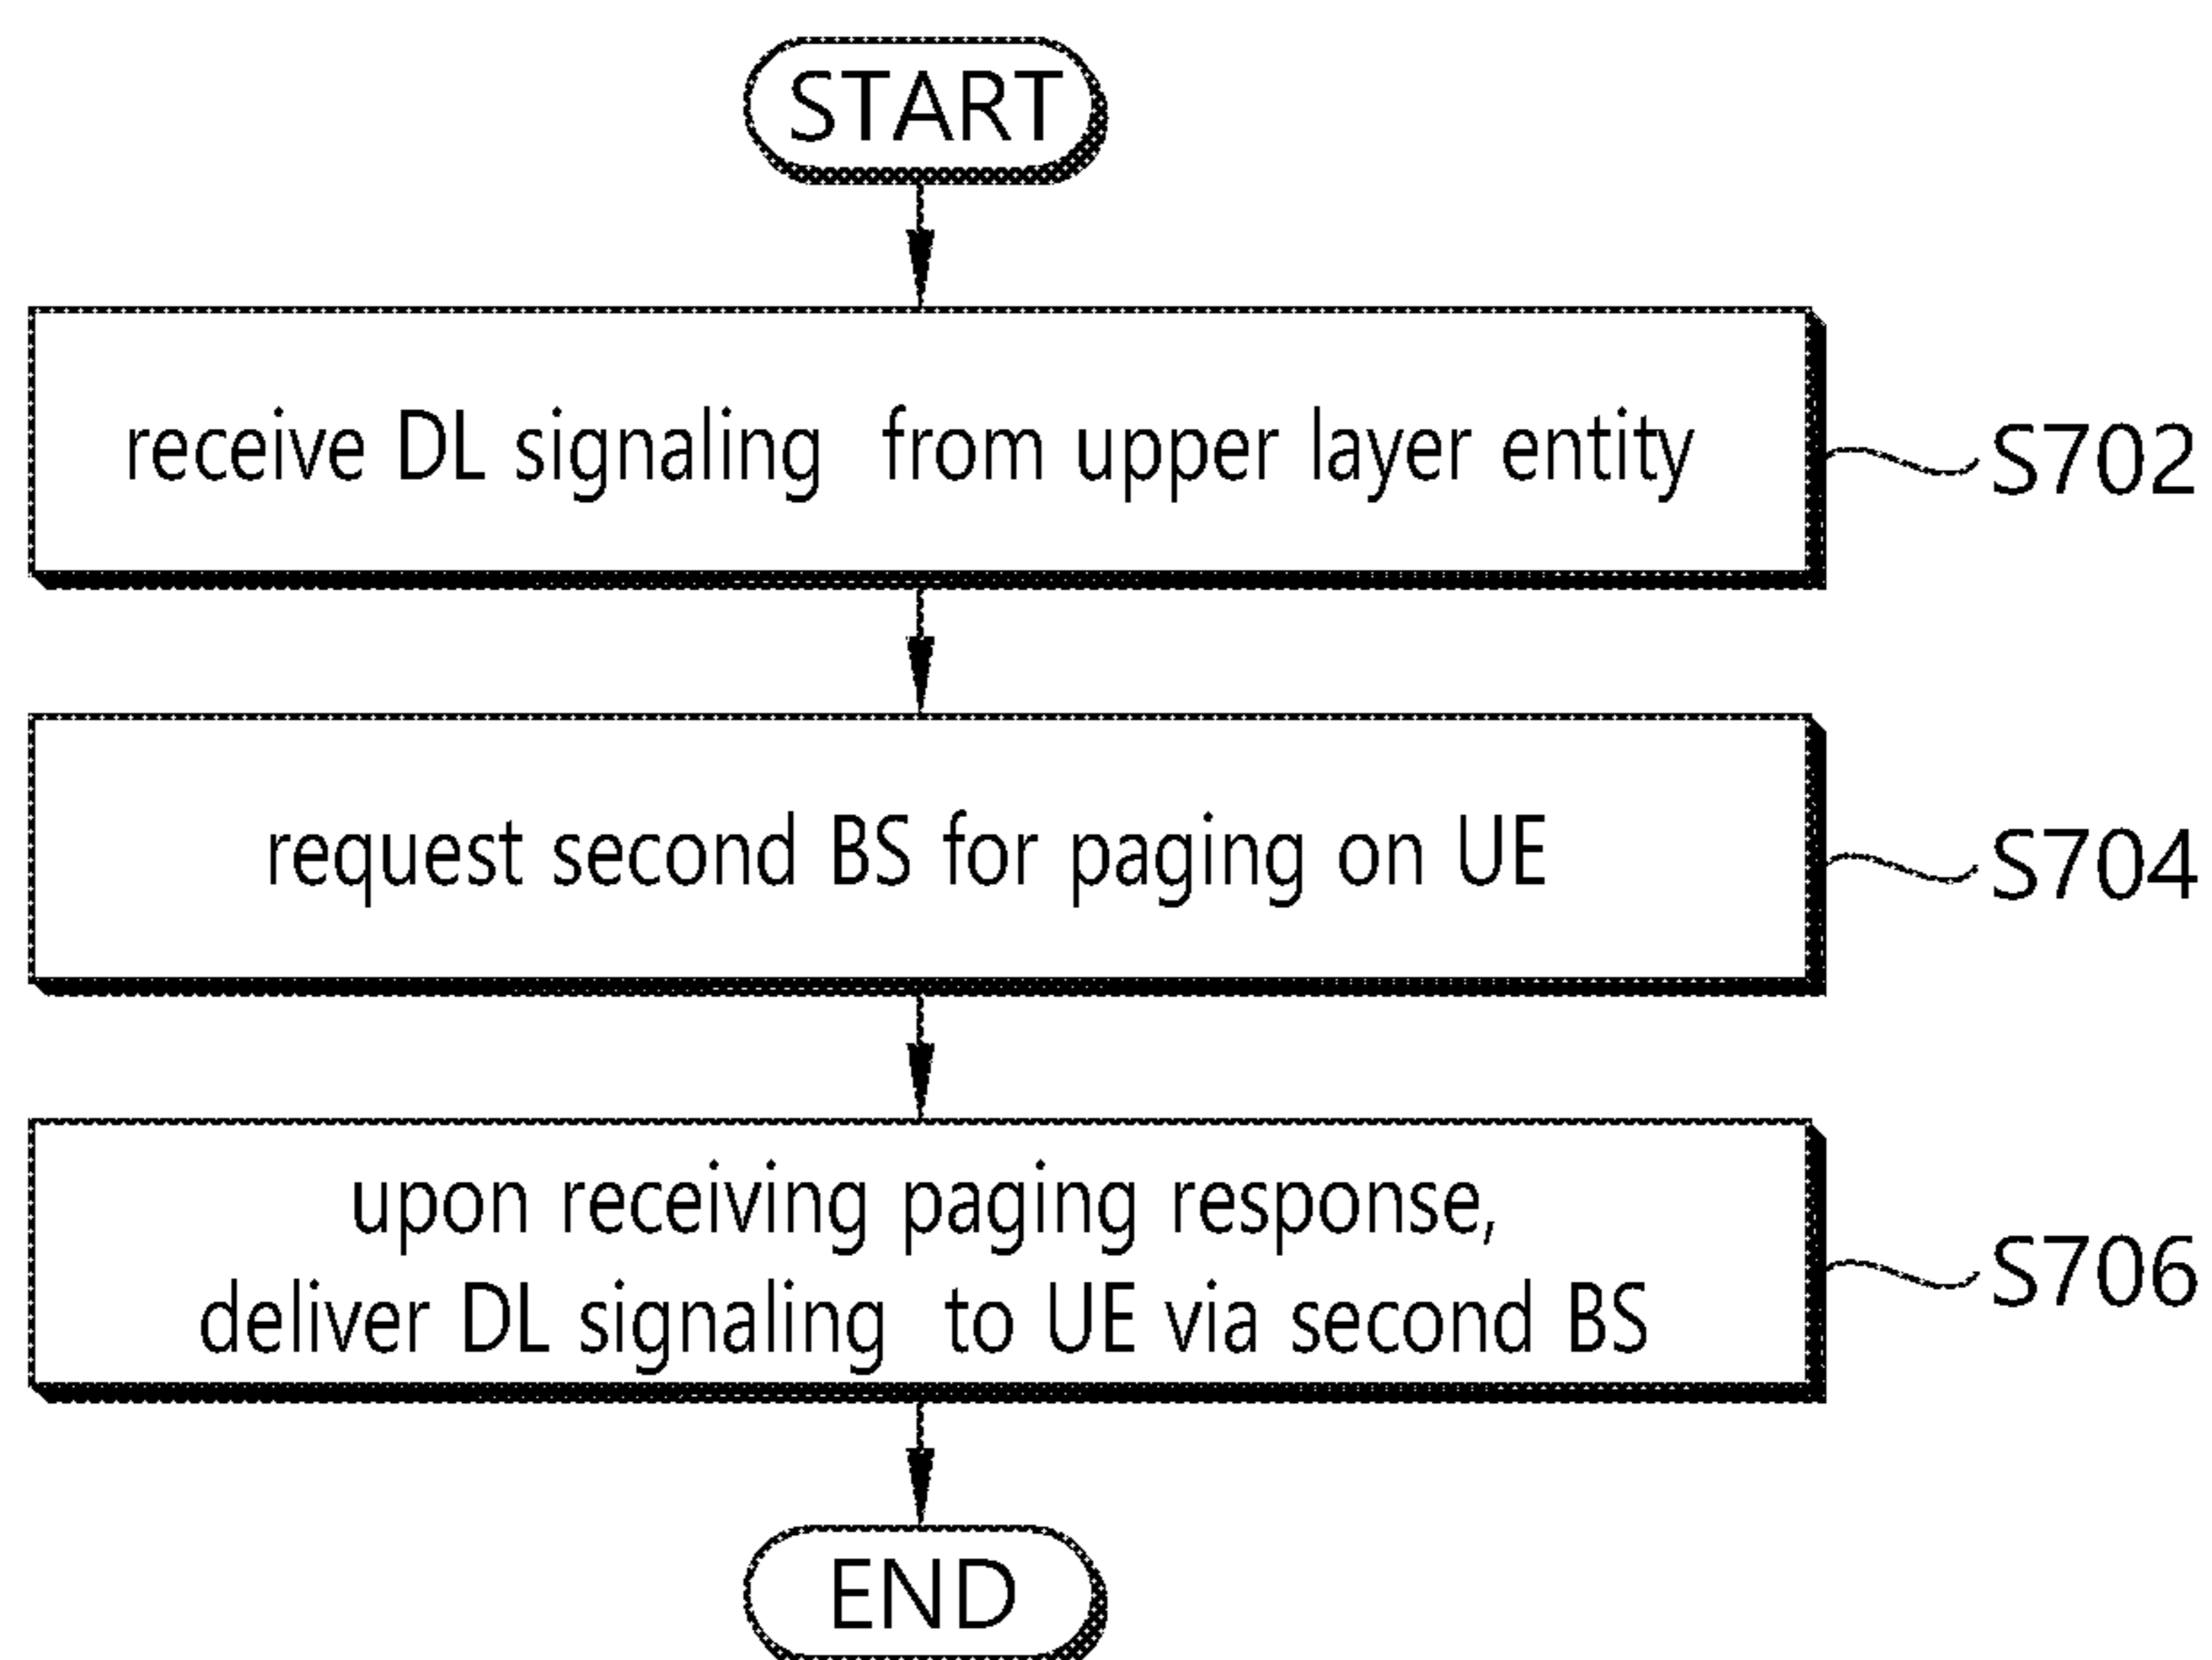 START
receive DL signaling from upper layer entity
S702
request second BS for paging on UE
S704
upon receiving paging response,
deliver DL signaling to UE via second BS
S706
END